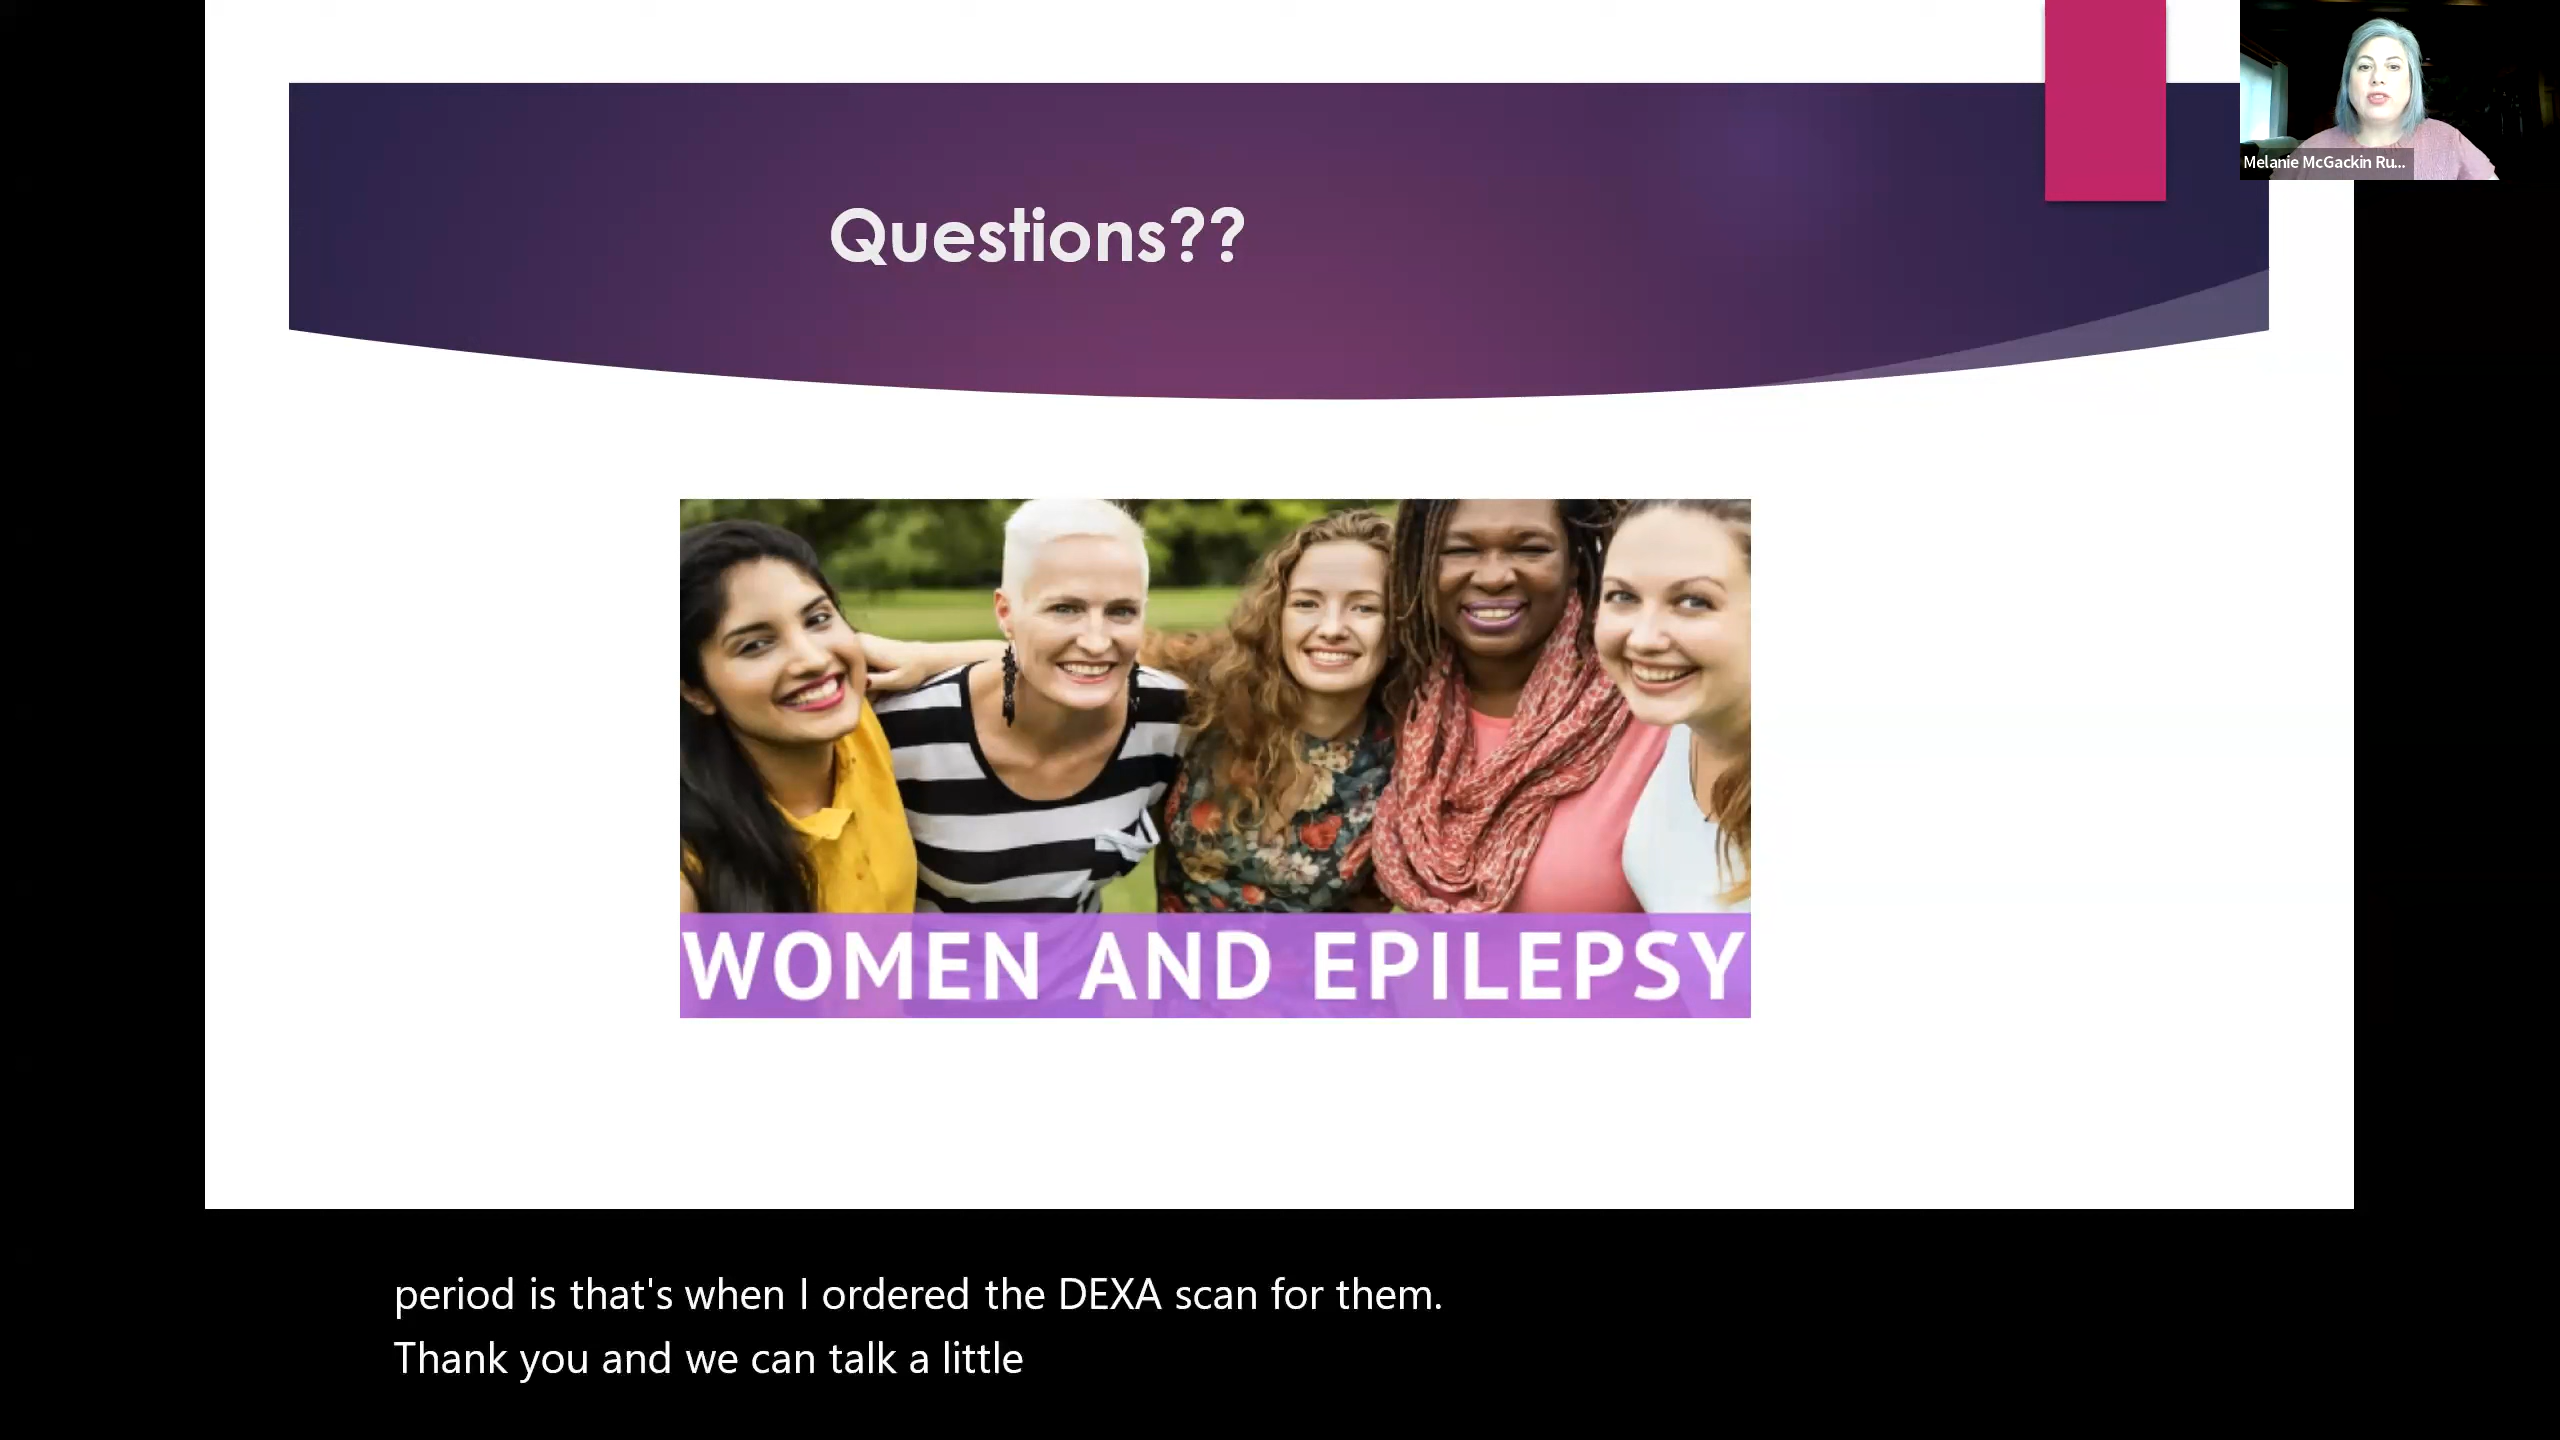 Questions??
Melanie McGackin Ru...
WOMEN AND EPILEPSY
period is that's when I ordered the DEXA scan for them.
Thank you and we can talk a little